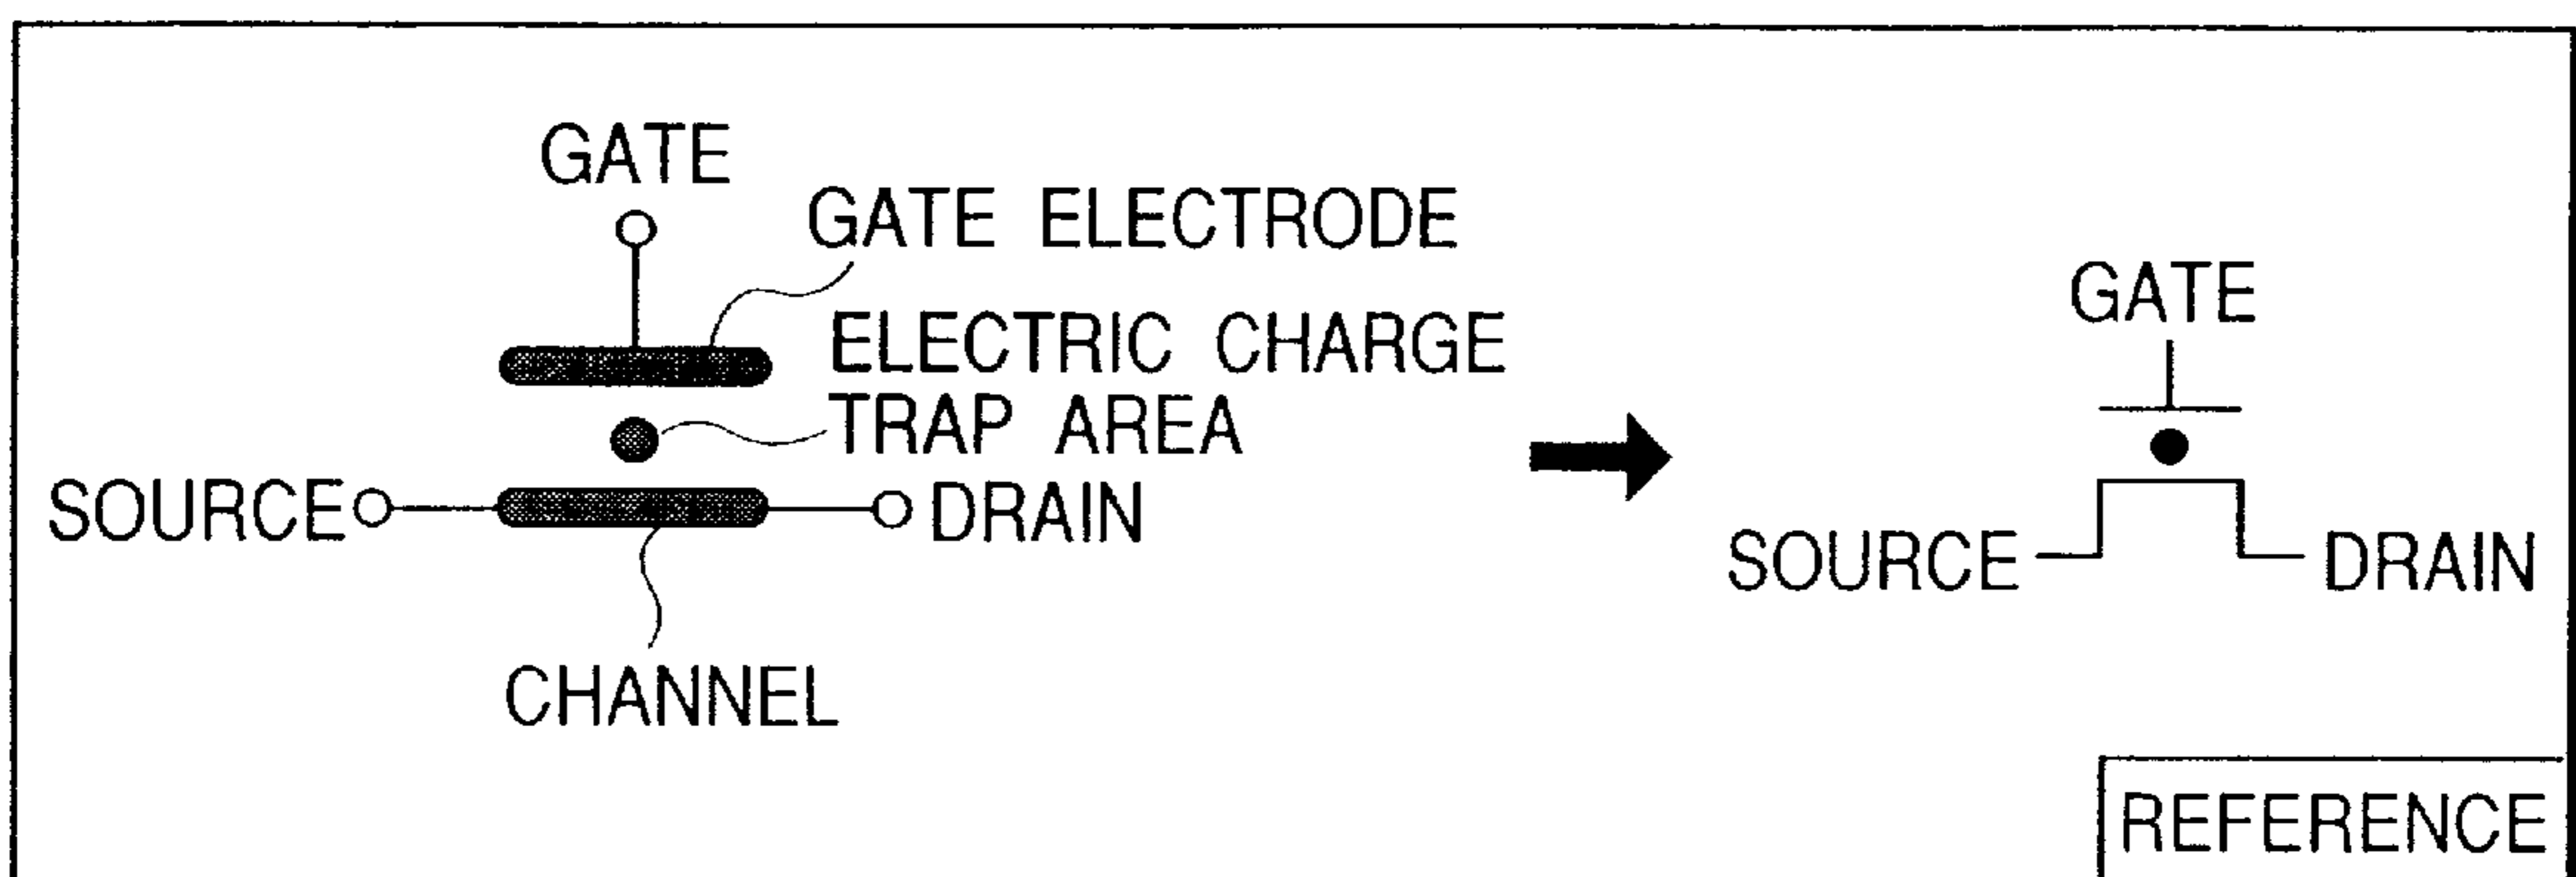 GATE
GATE ELECTRODE
ELECTRIC CHARGE
TRAP AREA
SOURCE
DRAIN
CHANNEL
GATE
SOURCE
DRAIN
REFERENCE